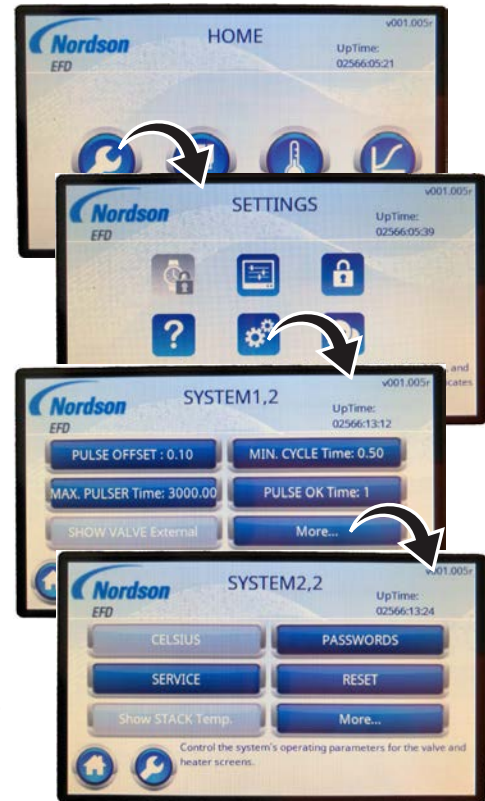 v001.005r
Nordson
EFD
HOME
UpTime:
02566:05:21
v001.005r
Nordson
EFD
SETTINGS
UpTime:
02566:05:39
?
and
icates
v001.005r
Nordson
EFD
SYSTEM1,2
UpTime:
02566:13:12
PULSE OFFSET : 0.10
MIN. CYCLE Time: 0.50
MAX. PULSER Time: 3000.00
PULSE OK Time: 1
SHOW VALVE External
More...
Nordson
EFD
SYSTEM2,2
v001.005r
UpTime:
02566:13:24
CELSIUS
PASSWORDS
SERVICE
RESET
Show STACK Temp.
More...
Control the system's operating parameters for the valve and
heater screens.